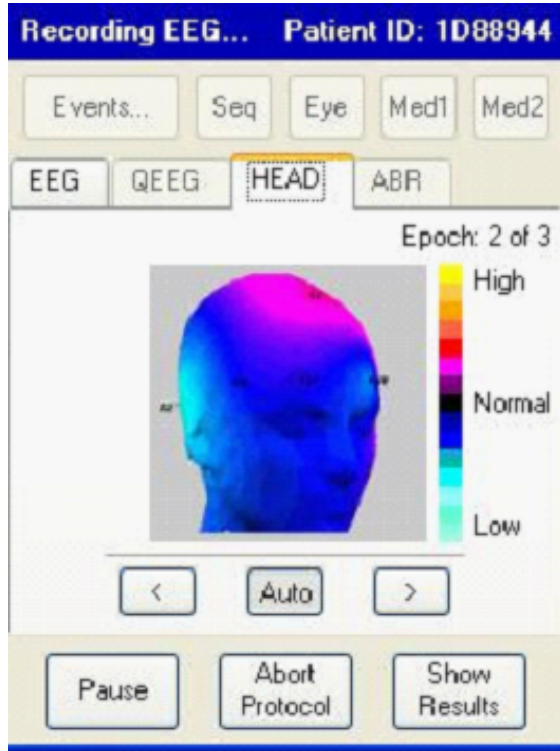 Recording EEG... Patient ID: 1D88944
Events... Seq Eye Med1 Med2
EEG QEEG HEAD ABR
Epoch: 2 of 3
High
Normal
Low
< Auto >
Pause Abort Protocol Show Results